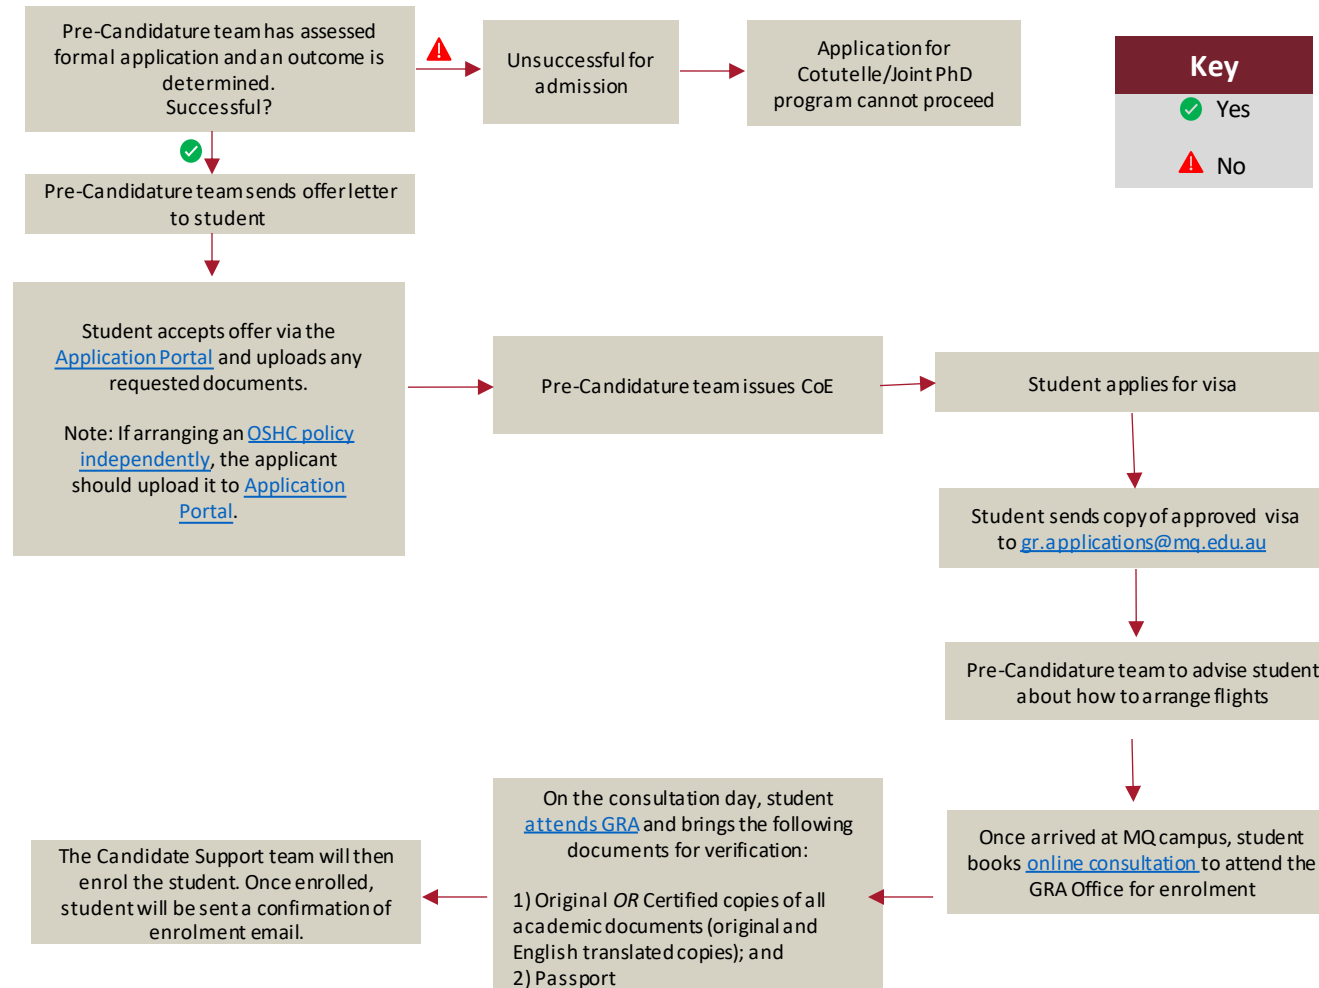 Pre-Candidature team has assessed
formal application and an outcome is
determined.
Successful?
Unsuccessful for
admission
Application for
Cotutelle/Joint PhD
program cannot proceed
Key
Yes
No
Pre-Candidature team sends offer letter
to student
Student accepts offer via the
Application Portal and uploads any
requested documents.
Note: If arranging an OSHC policy
independently, the applicant
should upload it to Application
Portal.
Pre-Candidature team issues CoE
Student applies for visa
Student sends copy of approved visa
to gr.applications@mq.edu.au
Pre-Candidature team to advise student
about how to arrange flights
Once arrived at MQ campus, student
books online consultation to attend the
GRA Office for enrolment
On the consultation day, student
attends GRA and brings the following
documents for verification:
1) Original OR Certified copies of all
academic documents (original and
English translated copies); and
2) Passport
The Candidate Support team will then
enrol the student. Once enrolled,
student will be sent a confirmation of
enrolment email.